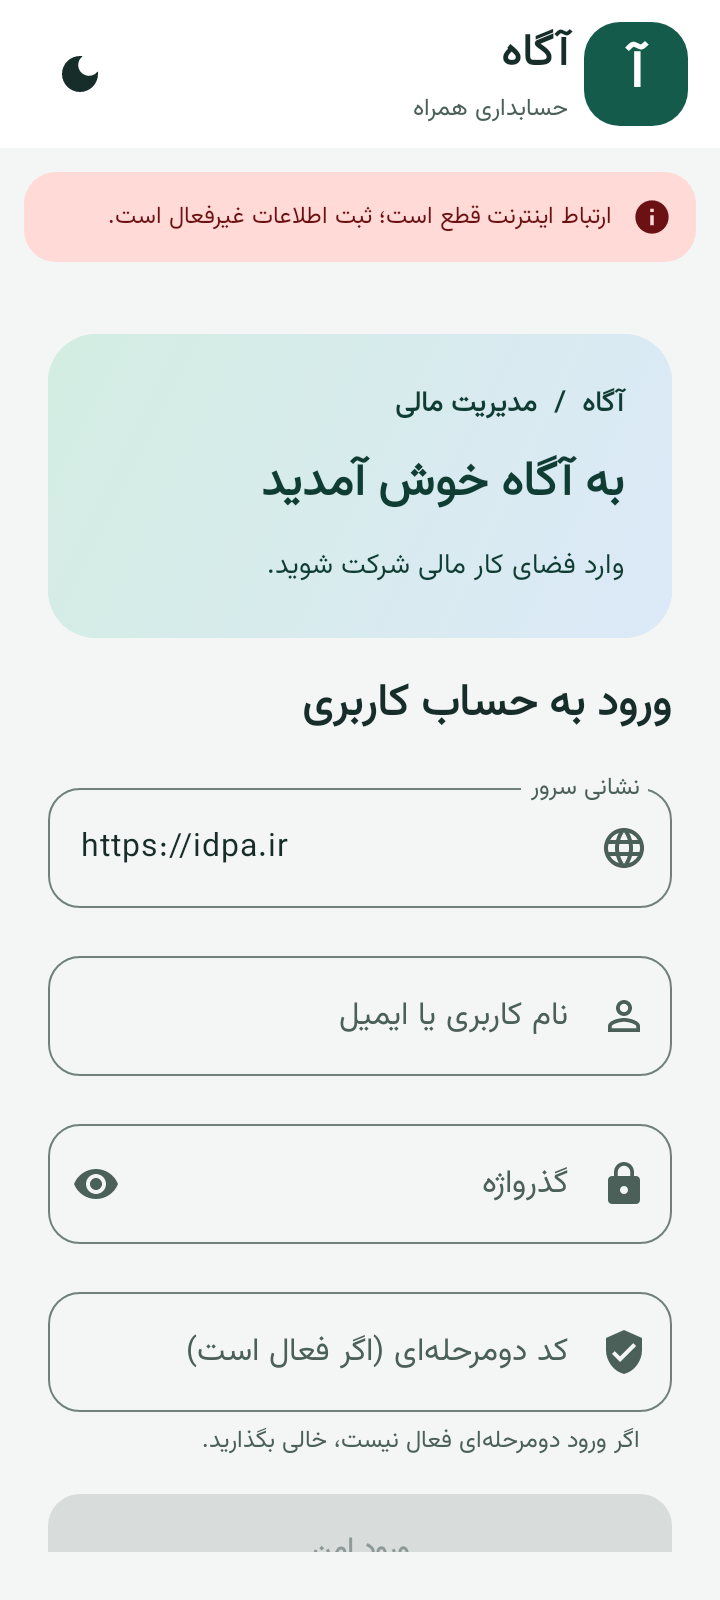 آ
آگاه
حسابداری همراه
ارتباط اینترنت قطع است؛ ثبت اطلاعات غیرفعال است.
آگاه / مدیریت مالی
به آگاه خوش آمدید
وارد فضای کار مالی شرکت شوید.
ورود به حساب کاربری
نشانی سرور
https://idpa.ir
نام کاربری یا ایمیل
گذرواژه
کد دومرحله‌ای (اگر فعال است)
اگر ورود دومرحله‌ای فعال نیست، خالی بگذارید.
ورود امن